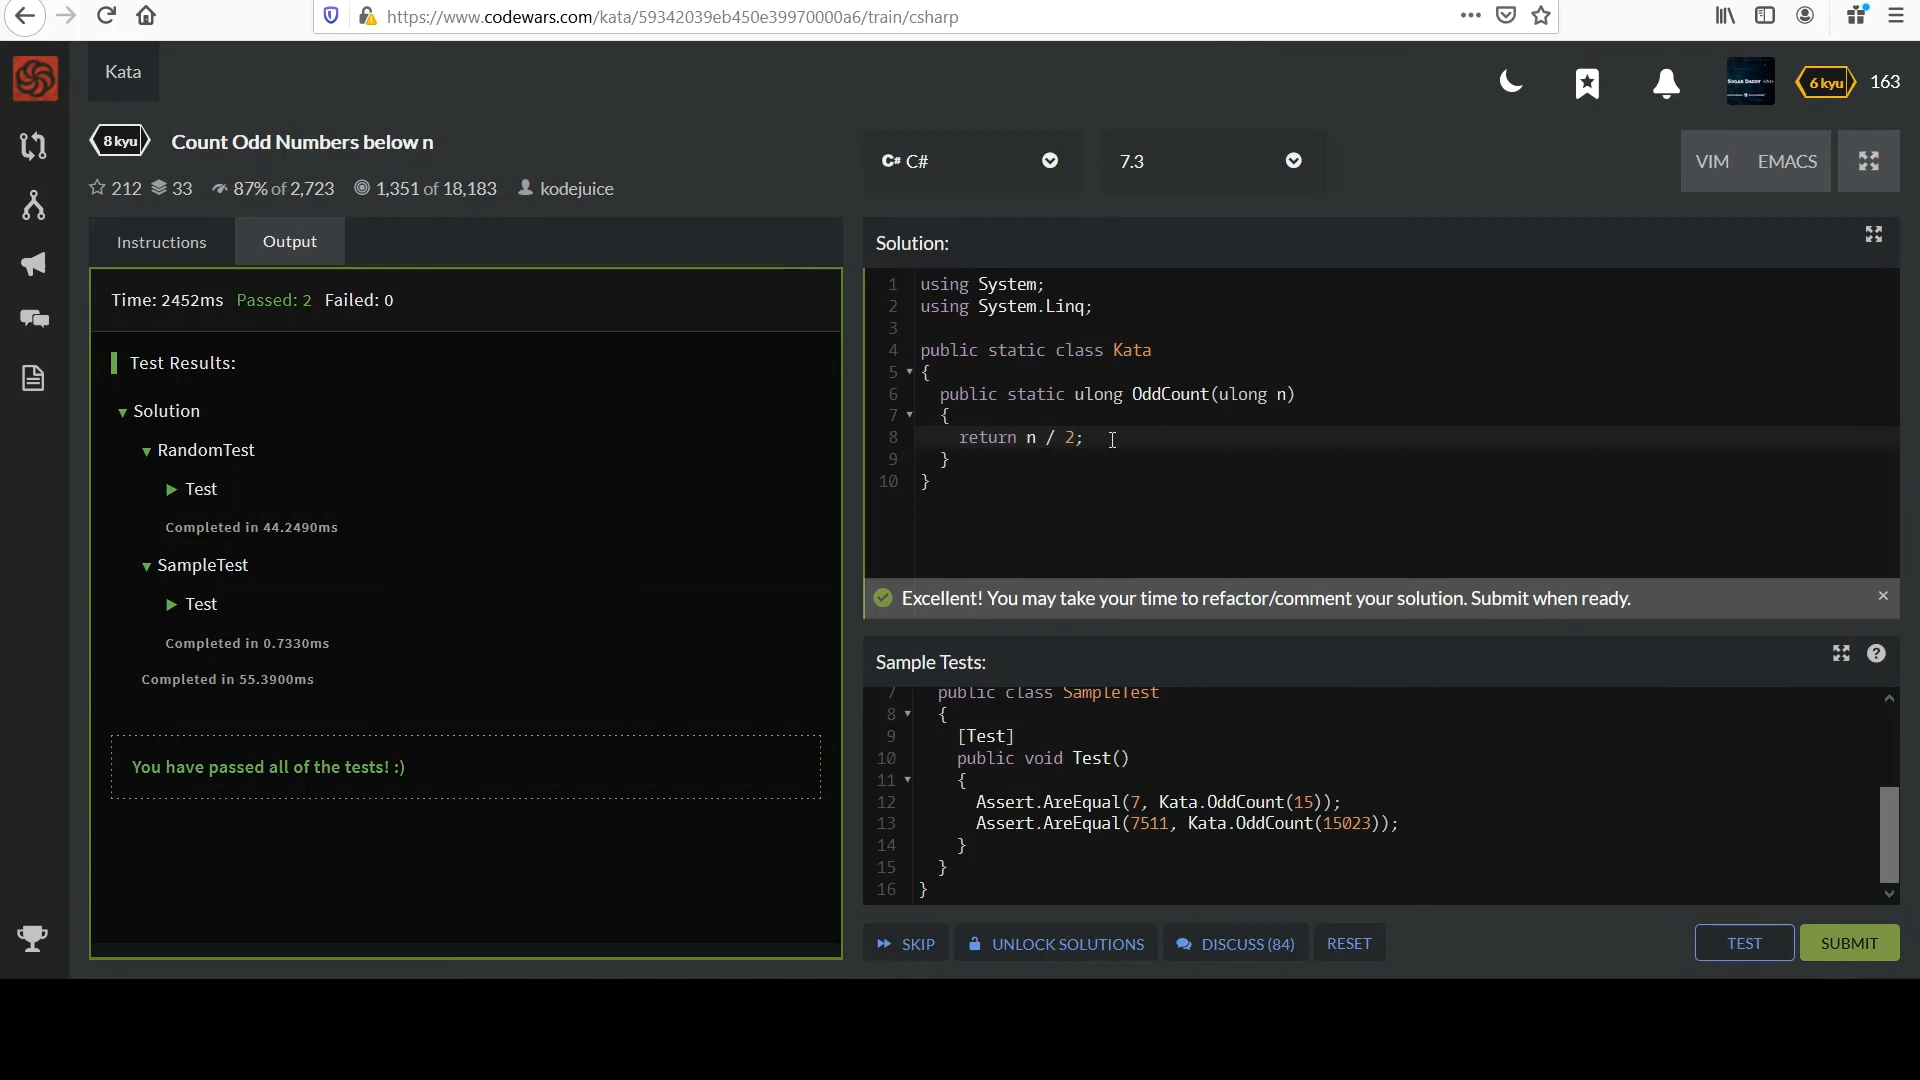 https://www.codewars.com/kata/59342039eb450e39970000a6/train/csharp
Kata
6 kyu 163
8 kyu Count Odd Numbers below n
212 33 87% of 2,723 1,351 of 18,183 kodejuice
C# C#
7.3
VIM EMACS
Instructions Output
Time: 2452ms Passed: 2 Failed: 0
Test Results:
Solution
RandomTest
Test
Completed in 44.2490ms
SampleTest
Test
Completed in 0.7330ms
Completed in 55.3900ms
You have passed all of the tests! :)
Solution:
1 using System;
2 using System.Linq;
3
4 public static class Kata
5 {
6 public static ulong OddCount(ulong n)
7 {
8 return n / 2;
9 }
10 }
Excellent! You may take your time to refactor/comment your solution. Submit when ready.
Sample Tests:
7 public class SampleTest
8 {
9 [Test]
10 public void Test()
11 {
12 Assert.AreEqual(7, Kata.OddCount(15));
13 Assert.AreEqual(7511, Kata.OddCount(15023));
14 }
15 }
16 }
SKIP UNLOCK SOLUTIONS DISCUSS (84) RESET
TEST SUBMIT